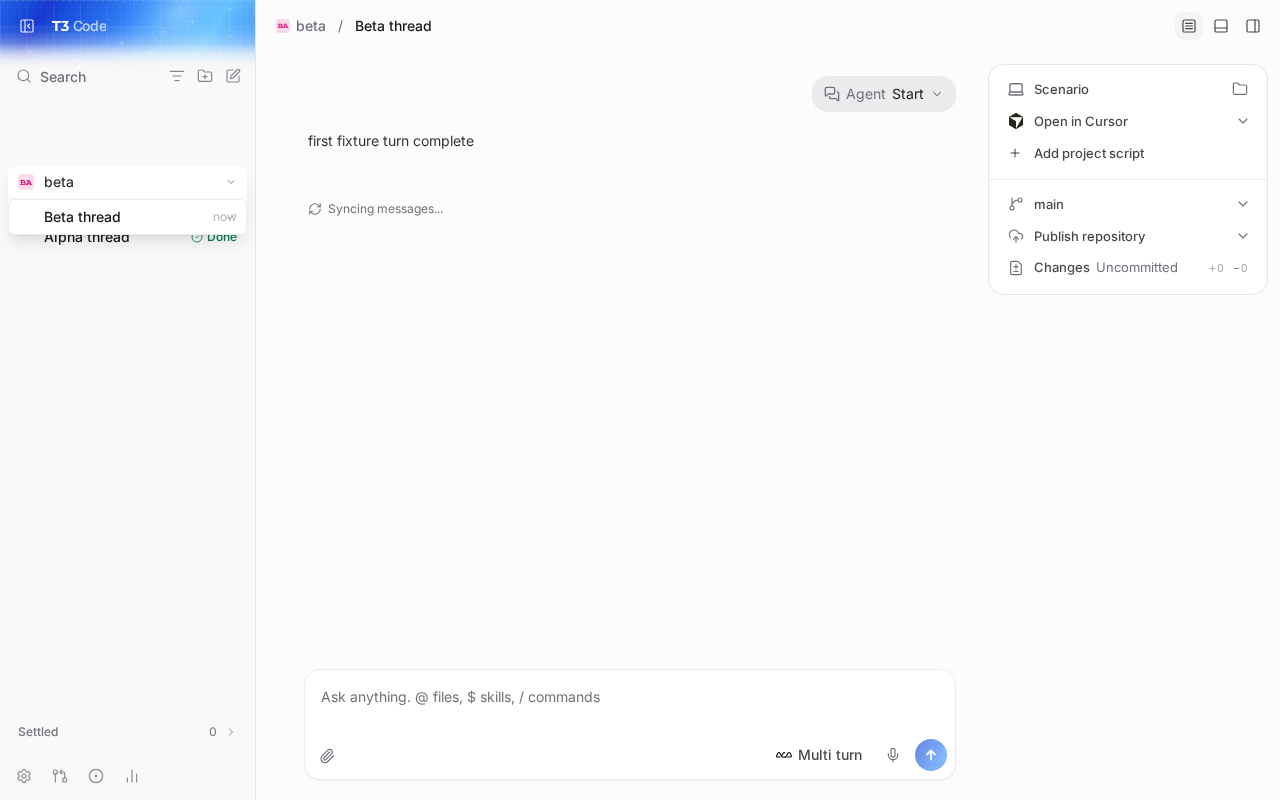 T3 Code
Search
BA beta
Beta thread now
Alpha thread Done
Settled 0
BA beta / Beta thread
Agent Start
first fixture turn complete
Syncing messages...
Ask anything. @ files, $ skills, / commands
Multi turn
Scenario
Open in Cursor
Add project script
main
Publish repository
Changes Uncommitted +0 −0